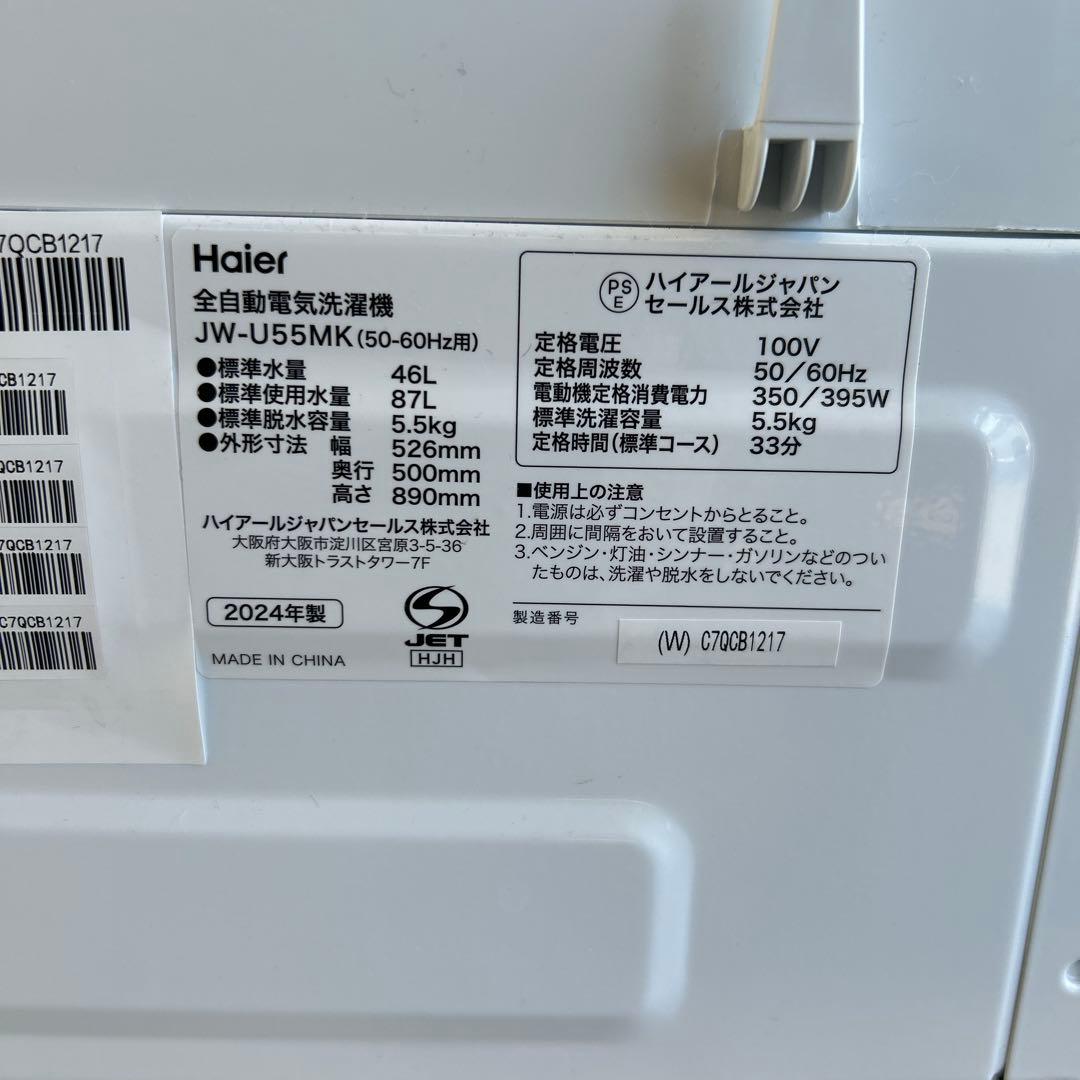 7QCB1217
CB1217
QCB1217
7QCB1217
C7QCB1217
Haier
全自動電気洗濯機
JW-U55MK(50-60Hz用)
●標準水量 46L
●標準使用水量 87L
●標準脱水容量 5.5kg
●外形寸法 幅 526mm
奥行 500mm
高さ 890mm
ハイアールジャパンセールス株式会社
大阪府大阪市淀川区宮原3-5-36
新大阪トラストタワー7F
2024年製
MADE IN CHINA
JET
HJH
PS
E
ハイアールジャパン
セールス株式会社
定格電圧 100V
定格周波数 50/60Hz
電動機定格消費電力 350/395W
標準洗濯容量 5.5kg
定格時間(標準コース) 33分
■使用上の注意
1.電源は必ずコンセントからとること。
2.周囲に間隔をおいて設置すること。
3.ベンジン・灯油・シンナー・ガソリンなどのつい
たものは、洗濯や脱水をしないでください。
製造番号
(W) C7QCB1217